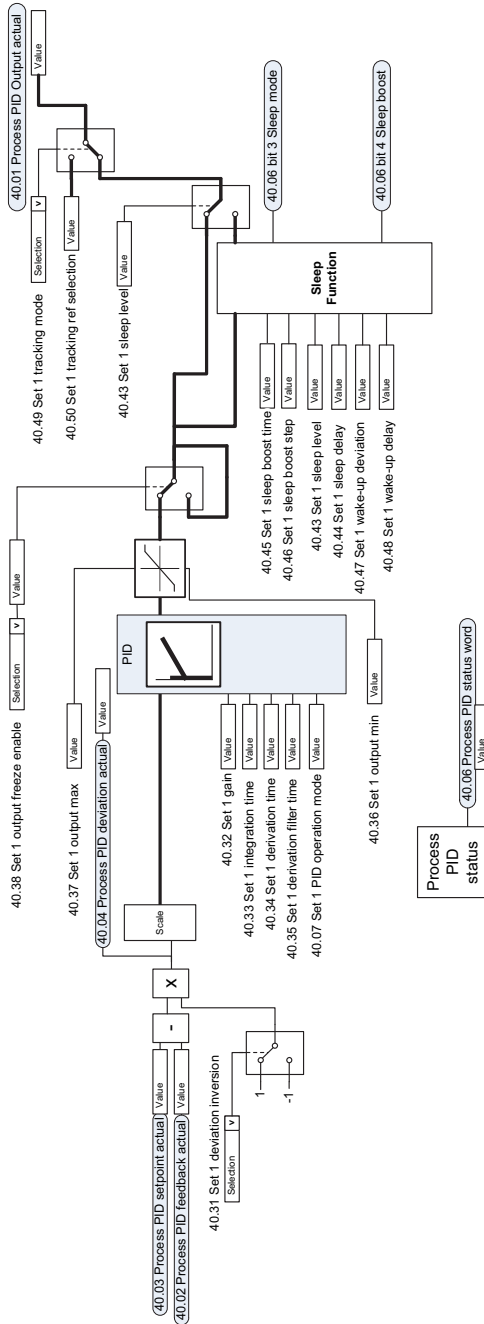 40.03 Process PID setpoint actual
Value
40.02 Process PID feedback actual
Value
-
X
40.31 Set 1 deviation inversion
Selection
v
1
-1
Scale
40.04 Process PID deviation actual
Value
40.38 Set 1 output freeze enable
Selection
v
Value
40.37 Set 1 output max
Value
PID
40.32 Set 1 gain
Value
40.33 Set 1 integration time
Value
40.34 Set 1 derivation time
Value
40.35 Set 1 derivation filter time
Value
40.07 Set 1 PID operation mode
Value
40.36 Set 1 output min
Value
Process
PID
status
40.06 Process PID status word
Value
40.49 Set 1 tracking mode
Selection
v
40.50 Set 1 tracking ref selection
Value
40.43 Set 1 sleep level
Value
40.01 Process PID Output actual
Value
40.45 Set 1 sleep boost time
Value
40.46 Set 1 sleep boost step
Value
40.43 Set 1 sleep level
Value
40.44 Set 1 sleep delay
Value
40.47 Set 1 wake-up deviation
Value
40.48 Set 1 wake-up delay
Value
Sleep
Function
40.06 bit 3 Sleep mode
40.06 bit 4 Sleep boost